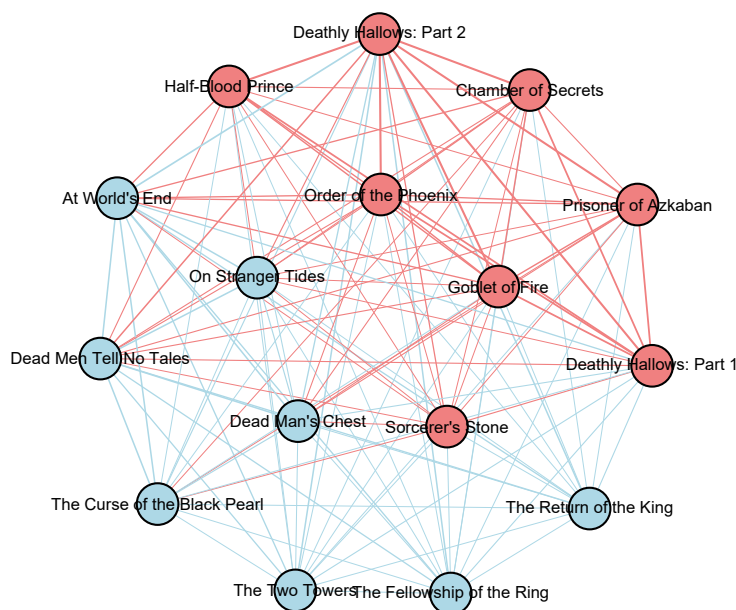 Deathly Hallows: Part 2
Half-Blood Prince
Chamber of Secrets
At World's End
Order of the Phoenix
Prisoner of Azkaban
On Stranger Tides
Goblet of Fire
Dead Men Tell No Tales
Deathly Hallows: Part 1
Dead Man's Chest
Sorcerer's Stone
The Curse of the Black Pearl
The Return of the King
The Two Towers
The Fellowship of the Ring